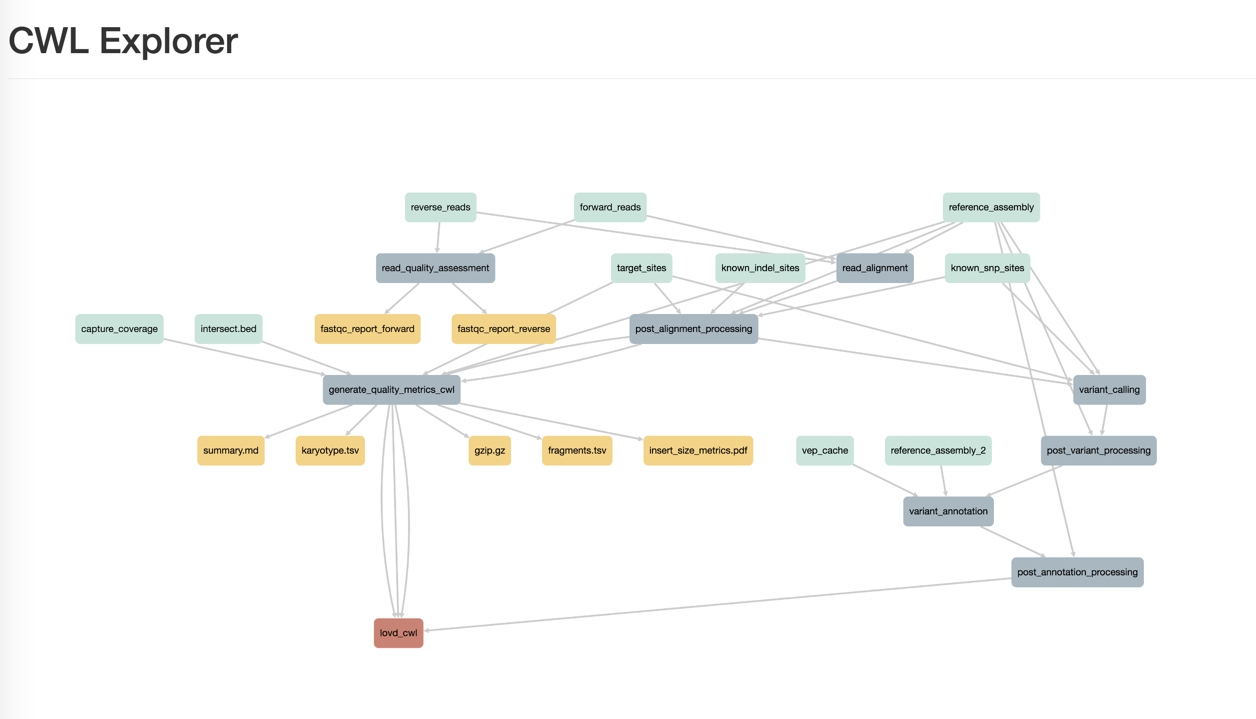 CWL Explorer
reverse_reads
forward_reads
reference_assembly
read_quality_assessment
target_sites
known_indel_sites
read_alignment
known_snp_sites
capture_coverage
intersect.bed
fastqc_report_forward
fastqc_report_reverse
post_alignment_processing
generate_quality_metrics_cwl
variant_calling
summary.md
karyotype.tsv
gzip.gz
fragments.tsv
insert_size_metrics.pdf
vep_cache
reference_assembly_2
post_variant_processing
variant_annotation
post_annotation_processing
lovd_cwl